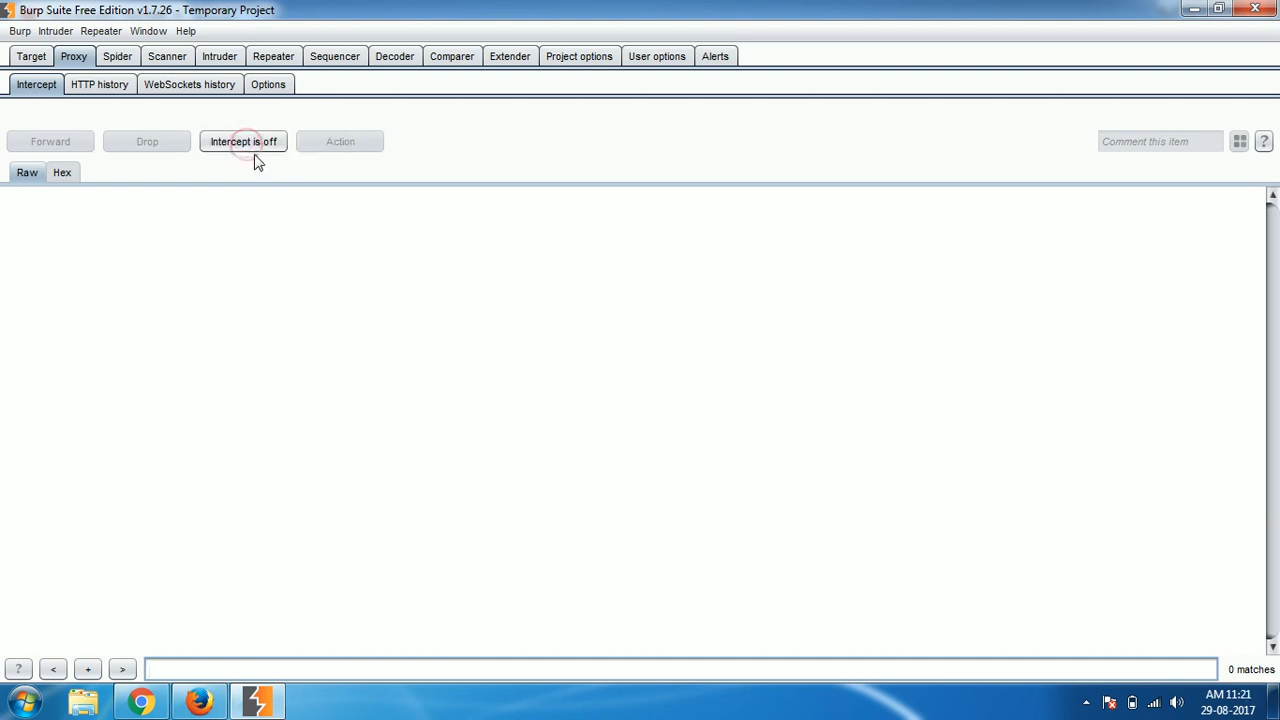 Burp Suite Free Edition v1.7.26 - Temporary Project
Burp Intruder Repeater Window Help
Target Proxy Spider Scanner Intruder Repeater Sequencer Decoder Comparer Extender Project options User options Alerts
Intercept HTTP history WebSockets history Options
Forward Drop Intercept is off Action Comment this item ?
Raw Hex
? < + > 0 matches
AM 11:21
29-08-2017